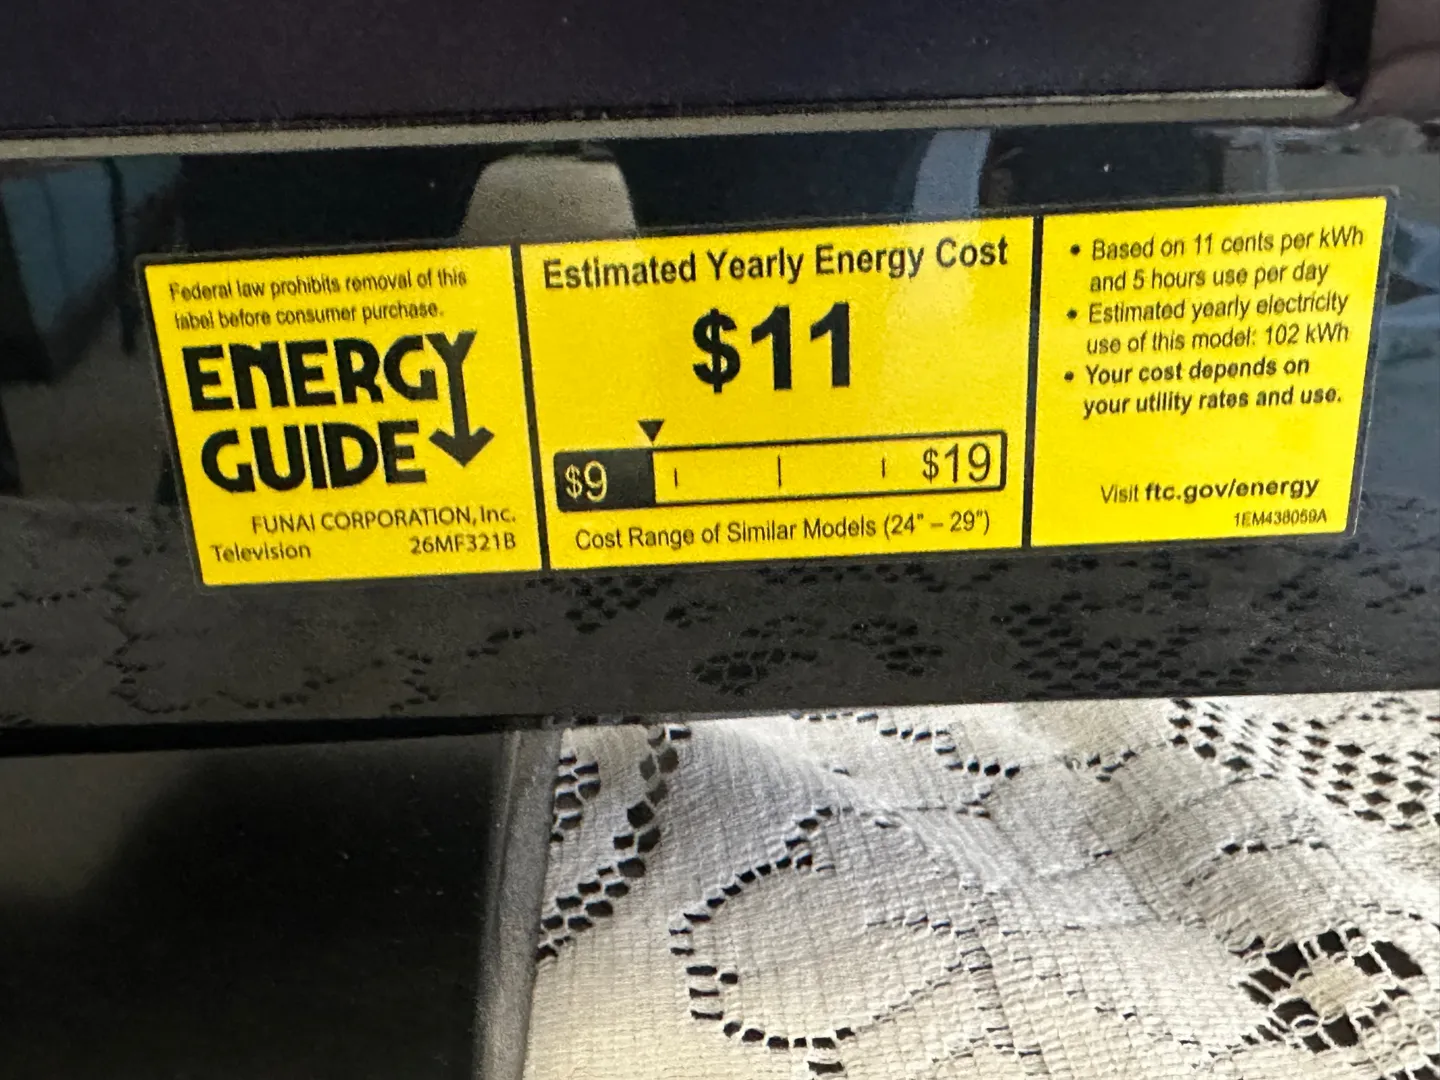 Federal law prohibits removal of this
label before consumer purchase.
ENERGY
GUIDE
FUNAI CORPORATION, Inc.
Television 26MF321B
Estimated Yearly Energy Cost
$11
$9 $19
Cost Range of Similar Models (24" – 29")
• Based on 11 cents per kWh
and 5 hours use per day
• Estimated yearly electricity
use of this model: 102 kWh
• Your cost depends on
your utility rates and use.
Visit ftc.gov/energy
1EM438059A